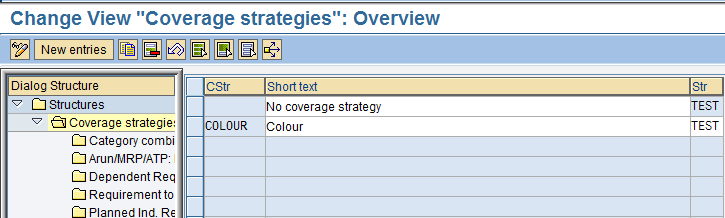 Change View "Coverage strategies": Overview
New entries
Dialog Structure
Structures
Coverage strategies
Category combi
Arun/MRP/ATP:
Dependent Req
Requirement to
Planned Ind. Re
CStr Short text Str
No coverage strategy TEST
COLOUR Colour TEST